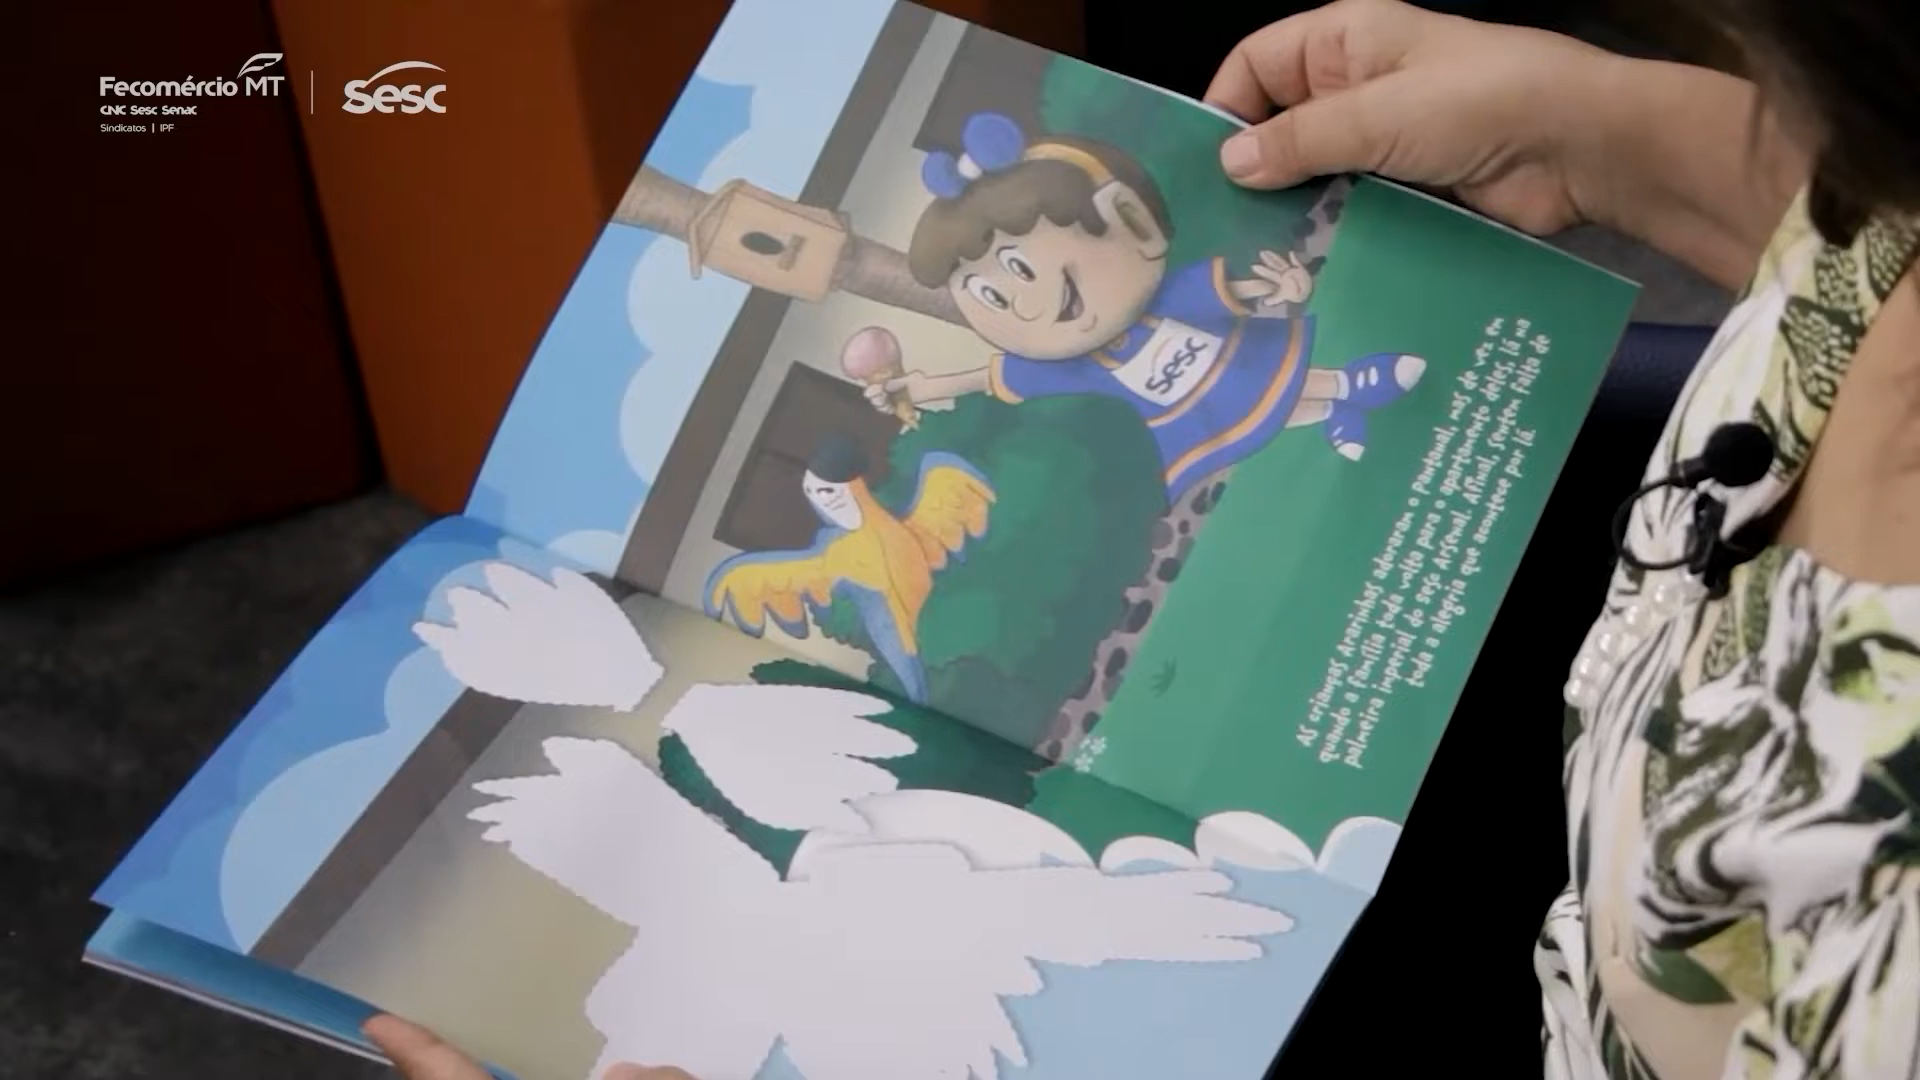 Fecomércio MT
CNC Sesc Senac
Sindicatos | IPF
Sesc
Sesc
As crianças Ararinhas adoraram o Pantanal, mas de vez em
quando a família toda volta para o apartamento deles, lá na
palmeira imperial do Sesc Arsenal. Afinal, sentem falta de
toda a alegria que acontece por lá.